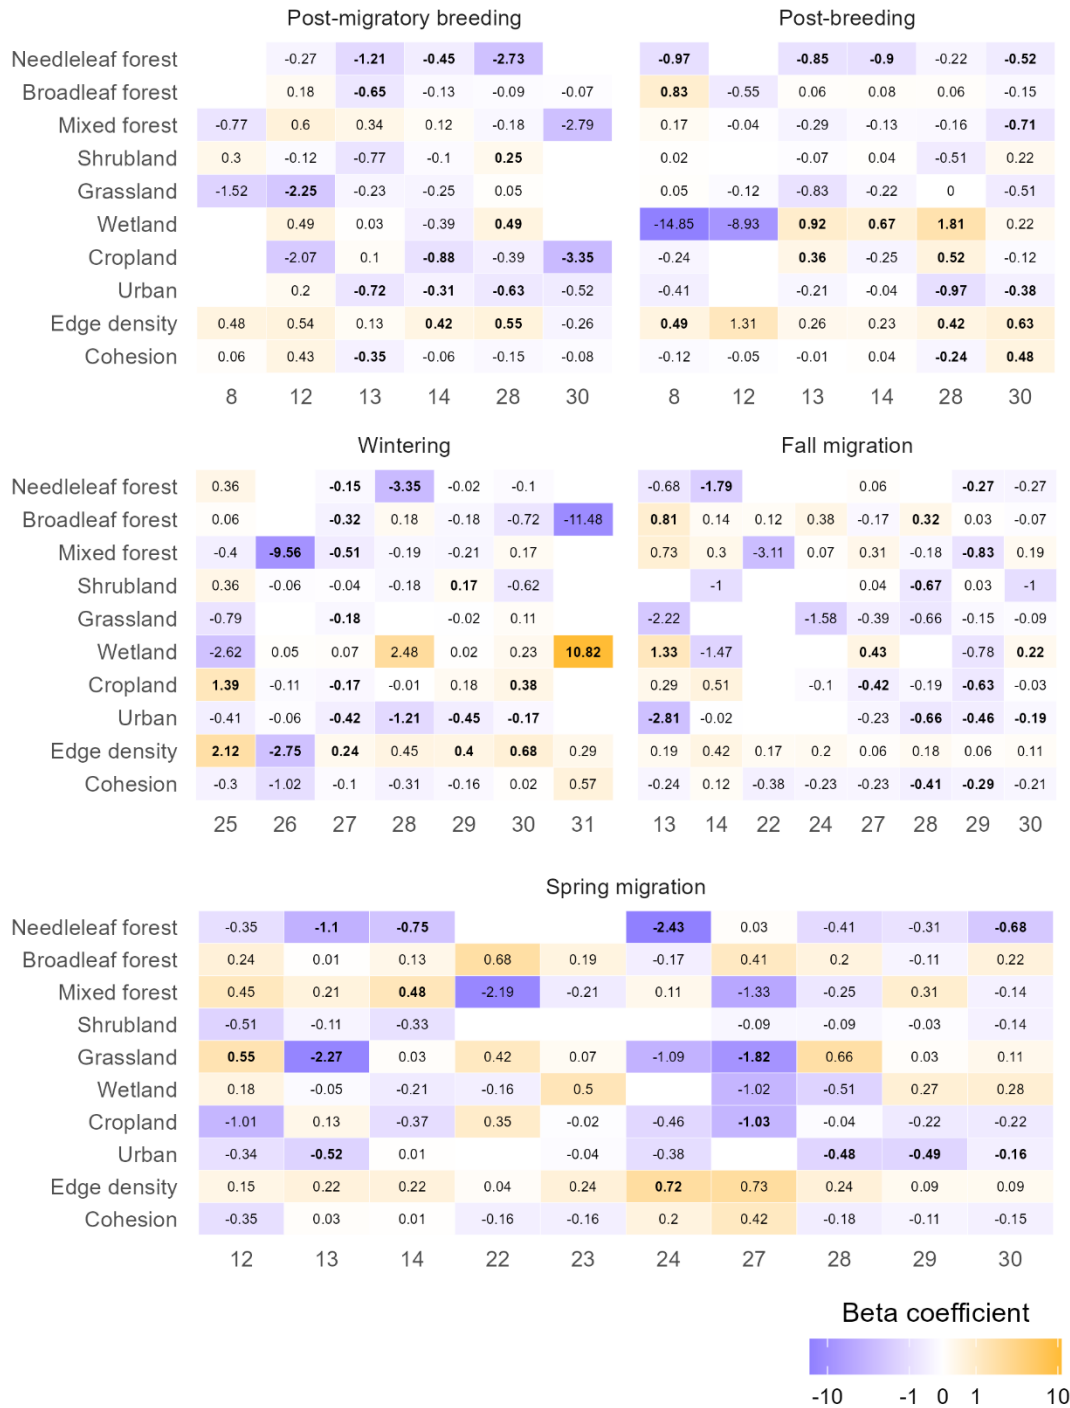 Post-migratory breeding Post-breeding
Needleleaf forest -0.27 -1.21 -0.45 -2.73 -0.97 -0.85 -0.9 -0.22 -0.52
Broadleaf forest 0.18 -0.65 -0.13 -0.09 -0.07 0.83 -0.55 0.06 0.08 0.06 -0.15
Mixed forest -0.77 0.6 0.34 0.12 -0.18 -2.79 0.17 -0.04 -0.29 -0.13 -0.16 -0.71
Shrubland 0.3 -0.12 -0.77 -0.1 0.25 0.02 -0.07 0.04 -0.51 0.22
Grassland -1.52 -2.25 -0.23 -0.25 0.05 0.05 -0.12 -0.83 -0.22 0 -0.51
Wetland 0.49 0.03 -0.39 0.49 -14.85 -8.93 0.92 0.67 1.81 0.22
Cropland -2.07 0.1 -0.88 -0.39 -3.35 -0.24 0.36 -0.25 0.52 -0.12
Urban 0.2 -0.72 -0.31 -0.63 -0.52 -0.41 -0.21 -0.04 -0.97 -0.38
Edge density 0.48 0.54 0.13 0.42 0.55 -0.26 0.49 1.31 0.26 0.23 0.42 0.63
Cohesion 0.06 0.43 -0.35 -0.06 -0.15 -0.08 -0.12 -0.05 -0.01 0.04 -0.24 0.48
8 12 13 14 28 30 8 12 13 14 28 30
Wintering Fall migration
Needleleaf forest 0.36 -0.15 -3.35 -0.02 -0.1 -0.68 -1.79 0.06 -0.27 -0.27
Broadleaf forest 0.06 -0.32 0.18 -0.18 -0.72 -11.48 0.81 0.14 0.12 0.38 -0.17 0.32 0.03 -0.07
Mixed forest -0.4 -9.56 -0.51 -0.19 -0.21 0.17 0.73 0.3 -3.11 0.07 0.31 -0.18 -0.83 0.19
Shrubland 0.36 -0.06 -0.04 -0.18 0.17 -0.62 -1 0.04 -0.67 0.03 -1
Grassland -0.79 -0.18 -0.02 0.11 -2.22 -1.58 -0.39 -0.66 -0.15 -0.09
Wetland -2.62 0.05 0.07 2.48 0.02 0.23 10.82 1.33 -1.47 0.43 -0.78 0.22
Cropland 1.39 -0.11 -0.17 -0.01 0.18 0.38 0.29 0.51 -0.1 -0.42 -0.19 -0.63 -0.03
Urban -0.41 -0.06 -0.42 -1.21 -0.45 -0.17 -2.81 -0.02 -0.23 -0.66 -0.46 -0.19
Edge density 2.12 -2.75 0.24 0.45 0.4 0.68 0.29 0.19 0.42 0.17 0.2 0.06 0.18 0.06 0.11
Cohesion -0.3 -1.02 -0.1 -0.31 -0.16 0.02 0.57 -0.24 0.12 -0.38 -0.23 -0.23 -0.41 -0.29 -0.21
25 26 27 28 29 30 31 13 14 22 24 27 28 29 30
Spring migration
Needleleaf forest -0.35 -1.1 -0.75 -2.43 0.03 -0.41 -0.31 -0.68
Broadleaf forest 0.24 0.01 0.13 0.68 0.19 -0.17 0.41 0.2 -0.11 0.22
Mixed forest 0.45 0.21 0.48 -2.19 -0.21 0.11 -1.33 -0.25 0.31 -0.14
Shrubland -0.51 -0.11 -0.33 -0.09 -0.09 -0.03 -0.14
Grassland 0.55 -2.27 0.03 0.42 0.07 -1.09 -1.82 0.66 0.03 0.11
Wetland 0.18 -0.05 -0.21 -0.16 0.5 -1.02 -0.51 0.27 0.28
Cropland -1.01 0.13 -0.37 0.35 -0.02 -0.46 -1.03 -0.04 -0.22 -0.22
Urban -0.34 -0.52 0.01 -0.04 -0.38 -0.48 -0.49 -0.16
Edge density 0.15 0.22 0.22 0.04 0.24 0.72 0.73 0.24 0.09 0.09
Cohesion -0.35 0.03 0.01 -0.16 -0.16 0.2 0.42 -0.18 -0.11 -0.15
12 13 14 22 23 24 27 28 29 30
Beta coefficient
-10 -1 0 1 10